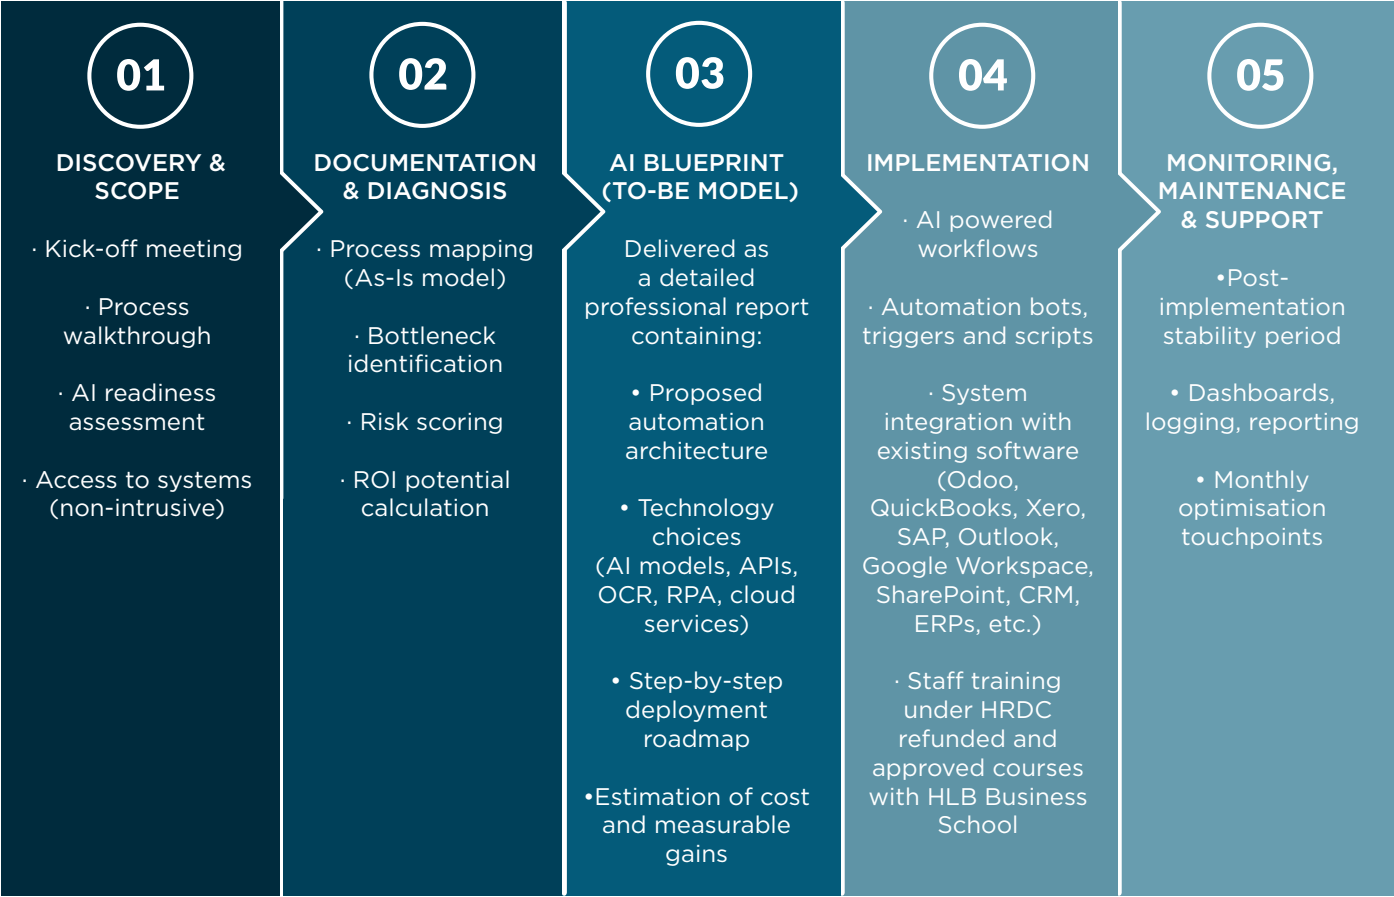 01
DISCOVERY &
SCOPE
· Kick-off meeting
· Process
walkthrough
· AI readiness
assessment
· Access to systems
(non-intrusive)
02
DOCUMENTATION
& DIAGNOSIS
· Process mapping
(As-Is model)
· Bottleneck
identification
· Risk scoring
· ROI potential
calculation
03
AI BLUEPRINT
(TO-BE MODEL)
Delivered as
a detailed
professional report
containing:
• Proposed
automation
architecture
• Technology
choices
(AI models, APIs,
OCR, RPA, cloud
services)
• Step-by-step
deployment
roadmap
•Estimation of cost
and measurable
gains
04
IMPLEMENTATION
· AI powered
workflows
· Automation bots,
triggers and scripts
· System
integration with
existing software
(Odoo,
QuickBooks, Xero,
SAP, Outlook,
Google Workspace,
SharePoint, CRM,
ERPs, etc.)
· Staff training
under HRDC
refunded and
approved courses
with HLB Business
School
05
MONITORING,
MAINTENANCE
& SUPPORT
•Post-
implementation
stability period
• Dashboards,
logging, reporting
• Monthly
optimisation
touchpoints